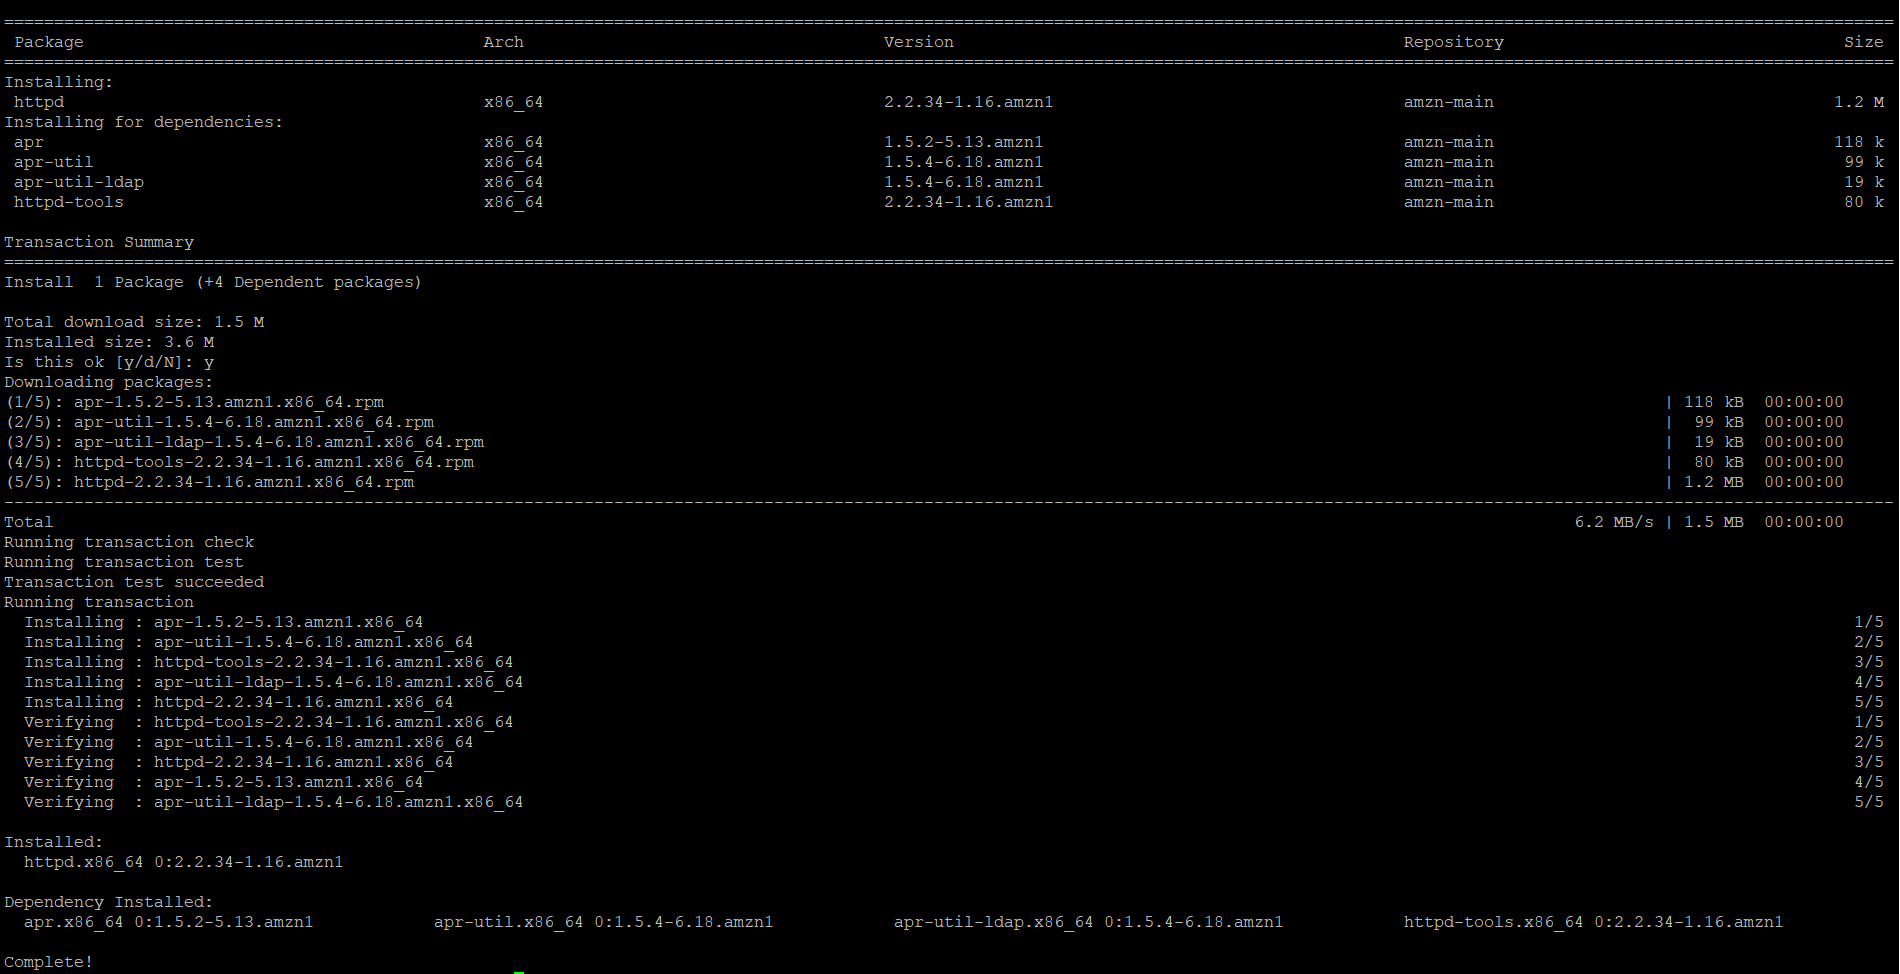 ================================================================================
Package Arch Version Repository Size
================================================================================
Installing:
httpd x86_64 2.2.34-1.16.amzn1 amzn-main 1.2 M
Installing for dependencies:
apr x86_64 1.5.2-5.13.amzn1 amzn-main 118 k
apr-util x86_64 1.5.4-6.18.amzn1 amzn-main 99 k
apr-util-ldap x86_64 1.5.4-6.18.amzn1 amzn-main 19 k
httpd-tools x86_64 2.2.34-1.16.amzn1 amzn-main 80 k
Transaction Summary
================================================================================
Install 1 Package (+4 Dependent packages)
Total download size: 1.5 M
Installed size: 3.6 M
Is this ok [y/d/N]: y
Downloading packages:
(1/5): apr-1.5.2-5.13.amzn1.x86_64.rpm | 118 kB 00:00:00
(2/5): apr-util-1.5.4-6.18.amzn1.x86_64.rpm | 99 kB 00:00:00
(3/5): apr-util-ldap-1.5.4-6.18.amzn1.x86_64.rpm | 19 kB 00:00:00
(4/5): httpd-tools-2.2.34-1.16.amzn1.x86_64.rpm | 80 kB 00:00:00
(5/5): httpd-2.2.34-1.16.amzn1.x86_64.rpm | 1.2 MB 00:00:00
--------------------------------------------------------------------------------
Total 6.2 MB/s | 1.5 MB 00:00:00
Running transaction check
Running transaction test
Transaction test succeeded
Running transaction
Installing : apr-1.5.2-5.13.amzn1.x86_64 1/5
Installing : apr-util-1.5.4-6.18.amzn1.x86_64 2/5
Installing : httpd-tools-2.2.34-1.16.amzn1.x86_64 3/5
Installing : apr-util-ldap-1.5.4-6.18.amzn1.x86_64 4/5
Installing : httpd-2.2.34-1.16.amzn1.x86_64 5/5
Verifying : httpd-tools-2.2.34-1.16.amzn1.x86_64 1/5
Verifying : apr-util-1.5.4-6.18.amzn1.x86_64 2/5
Verifying : httpd-2.2.34-1.16.amzn1.x86_64 3/5
Verifying : apr-1.5.2-5.13.amzn1.x86_64 4/5
Verifying : apr-util-ldap-1.5.4-6.18.amzn1.x86_64 5/5
Installed:
httpd.x86_64 0:2.2.34-1.16.amzn1
Dependency Installed:
apr.x86_64 0:1.5.2-5.13.amzn1 apr-util.x86_64 0:1.5.4-6.18.amzn1 apr-util-ldap.x86_64 0:1.5.4-6.18.amzn1 httpd-tools.x86_64 0:2.2.34-1.16.amzn1
Complete!